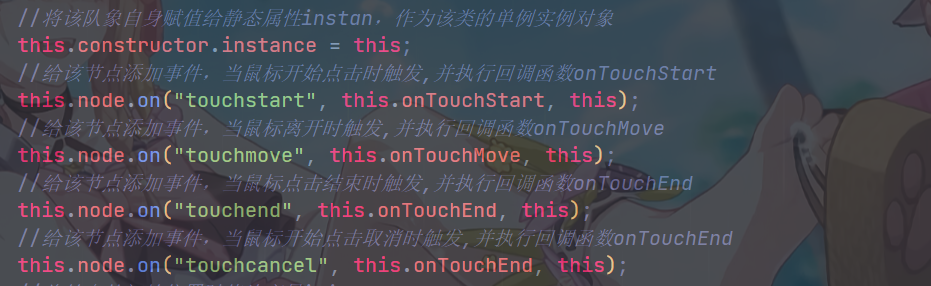 //将该队象自身赋值给静态属性instan，作为该类的单例实例对象
this.constructor.instance = this;
//给该节点添加事件，当鼠标开始点击时触发,并执行回调函数onTouchStart
this.node.on("touchstart", this.onTouchStart, this);
//给该节点添加事件，当鼠标离开时触发,并执行回调函数onTouchMove
this.node.on("touchmove", this.onTouchMove, this);
//给该节点添加事件，当鼠标点击结束时触发,并执行回调函数onTouchEnd
this.node.on("touchend", this.onTouchEnd, this);
//给该节点添加事件，当鼠标开始点击取消时触发,并执行回调函数onTouchEnd
this.node.on("touchcancel", this.onTouchEnd, this);